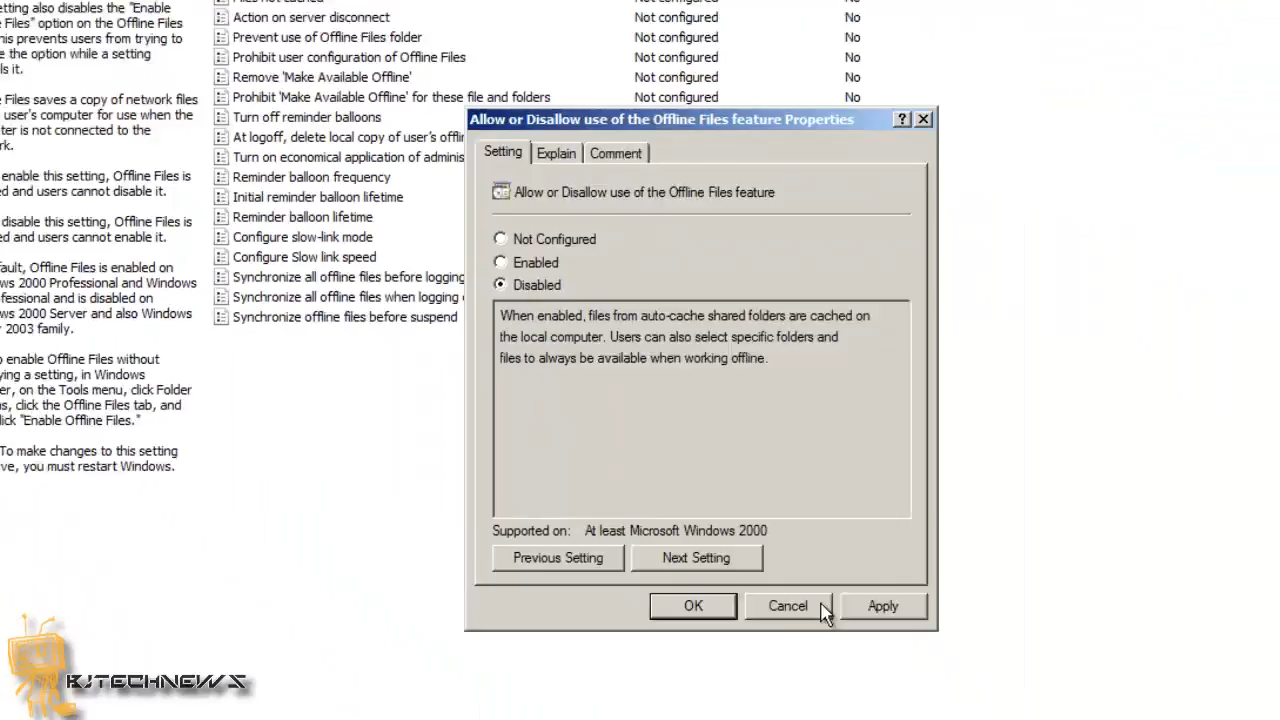 etting also disables the "Enable
e Files" option on the Offline Files
his prevents users from trying to
e the option while a setting
ls it.
e Files saves a copy of network files
user's computer for use when the
ter is not connected to the
rk.
enable this setting, Offline Files is
ed and users cannot disable it.
disable this setting, Offline Files is
ed and users cannot enable it.
fault, Offline Files is enabled on
ws 2000 Professional and Windows
fessional and is disabled on
ws 2000 Server and also Windows
r 2003 family.
o enable Offline Files without
ying a setting, in Windows
er, on the Tools menu, click Folder
ns, click the Offline Files tab, and
lick "Enable Offline Files."
To make changes to this setting
ve, you must restart Windows.
Files not cached Not configured No
Action on server disconnect Not configured No
Prevent use of Offline Files folder Not configured No
Prohibit user configuration of Offline Files Not configured No
Remove 'Make Available Offline' Not configured No
Prohibit 'Make Available Offline' for these file and folders Not configured No
Turn off reminder balloons
At logoff, delete local copy of user's offlin
Turn on economical application of adminis
Reminder balloon frequency
Initial reminder balloon lifetime
Reminder balloon lifetime
Configure slow-link mode
Configure Slow link speed
Synchronize all offline files before logging
Synchronize all offline files when logging o
Synchronize offline files before suspend
Allow or Disallow use of the Offline Files feature Properties
Setting Explain Comment
Allow or Disallow use of the Offline Files feature
Not Configured
Enabled
Disabled
When enabled, files from auto-cache shared folders are cached on
the local computer. Users can also select specific folders and
files to always be available when working offline.
Supported on: At least Microsoft Windows 2000
Previous Setting Next Setting
OK Cancel Apply
BJTECHNEWS